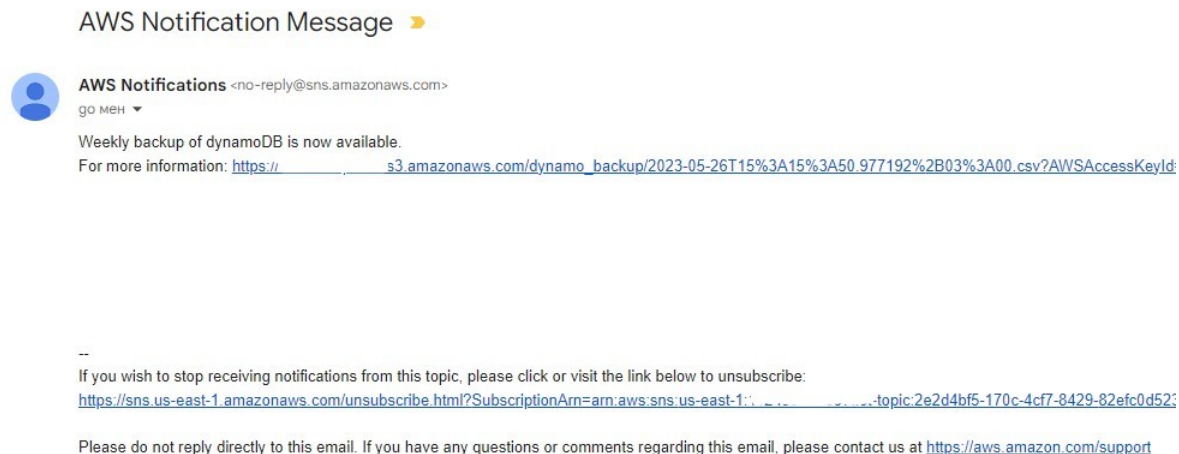 AWS Notification Message
AWS Notifications <no-reply@sns.amazonaws.com>
до мен
Weekly backup of dynamoDB is now available.
For more information: https:// s3.amazonaws.com/dynamo_backup/2023-05-26T15%3A15%3A50.977192%2B03%3A00.csv?AWSAccessKeyId=
--
If you wish to stop receiving notifications from this topic, please click or visit the link below to unsubscribe:
https://sns.us-east-1.amazonaws.com/unsubscribe.html?SubscriptionArn=arn:aws:sns:us-east-1: -topic:2e2d4bf5-170c-4cf7-8429-82efc0d523
Please do not reply directly to this email. If you have any questions or comments regarding this email, please contact us at https://aws.amazon.com/support